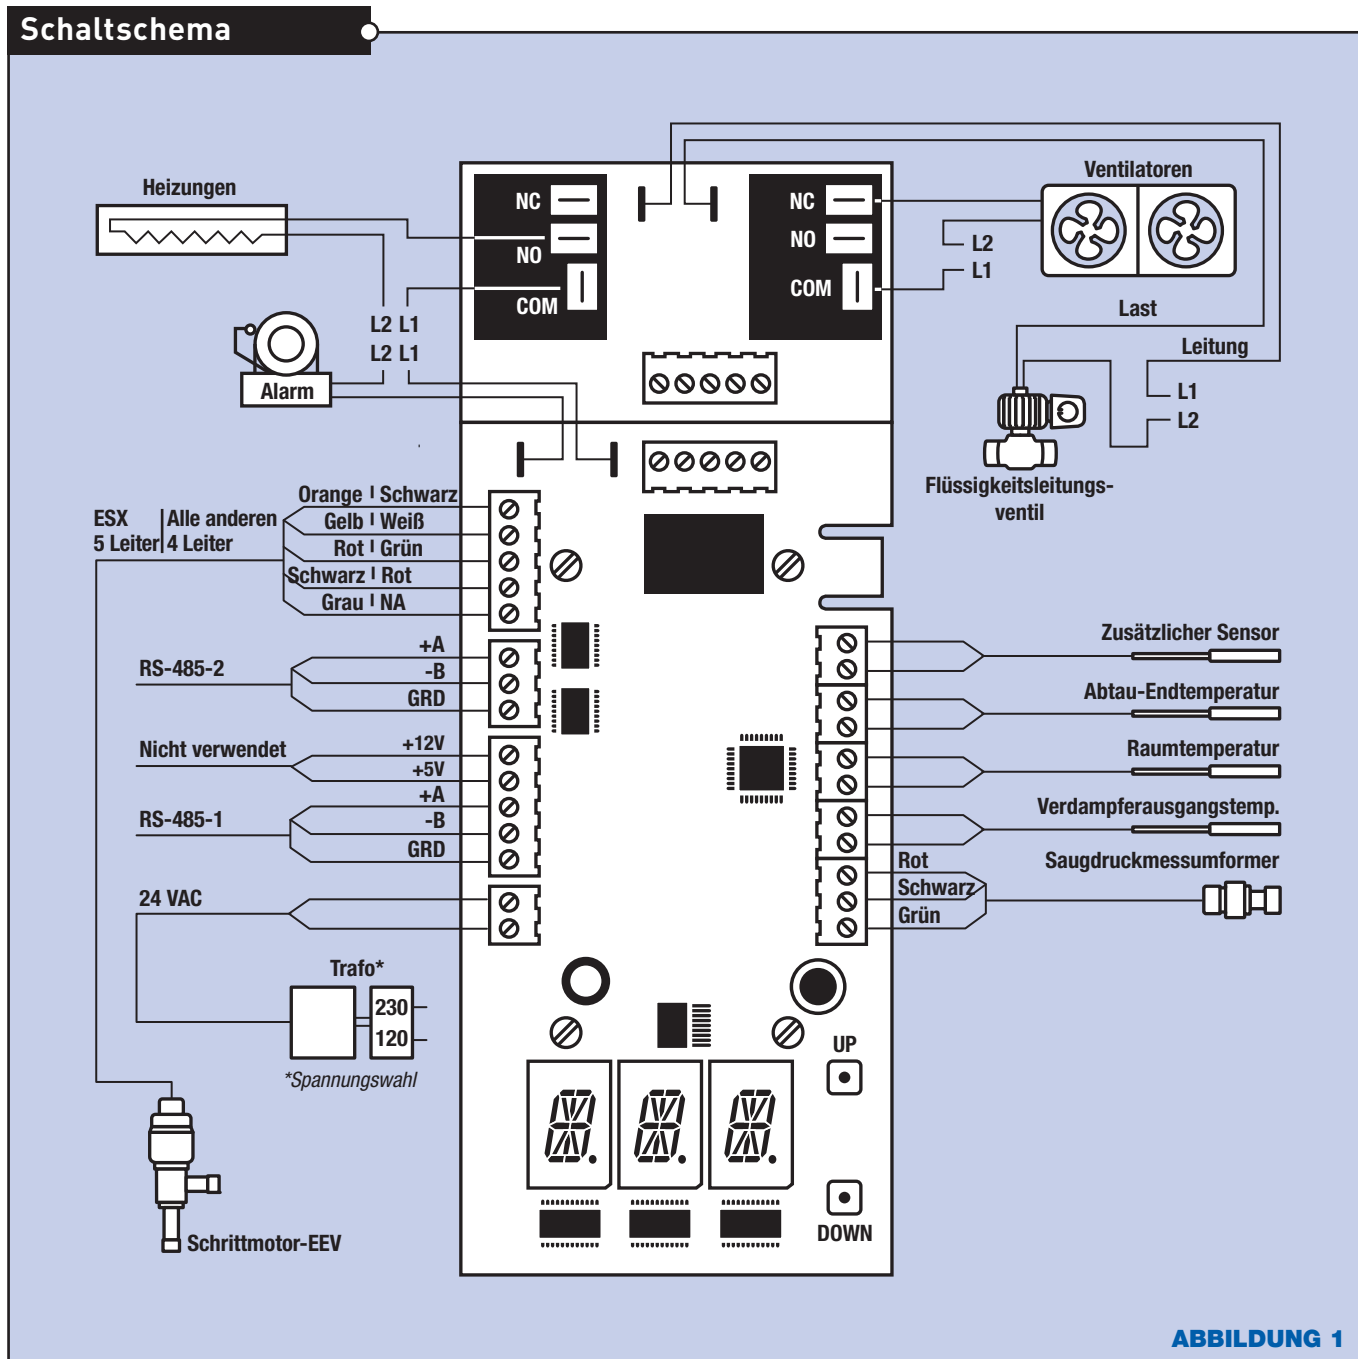 Schaltschema
Heizungen
NC
NO
COM
L2 L1
L2 L1
Alarm
NC
NO
COM
Ventilatoren
L2
L1
Last
Leitung
L1
L2
Flüssigkeitsleitungs-
ventil
ESX
5 Leiter
Alle anderen
4 Leiter
Orange | Schwarz
Gelb | Weiß
Rot | Grün
Schwarz | Rot
Grau | NA
RS-485-2
+A
-B
GRD
Nicht verwendet
+12V
+5V
RS-485-1
+A
-B
GRD
24 VAC
Trafo*
230
120
*Spannungswahl
Schrittmotor-EEV
Zusätzlicher Sensor
Abtau-Endtemperatur
Raumtemperatur
Verdampferausgangstemp.
Saugdruckmessumformer
Rot
Schwarz
Grün
UP
DOWN
ABBILDUNG 1